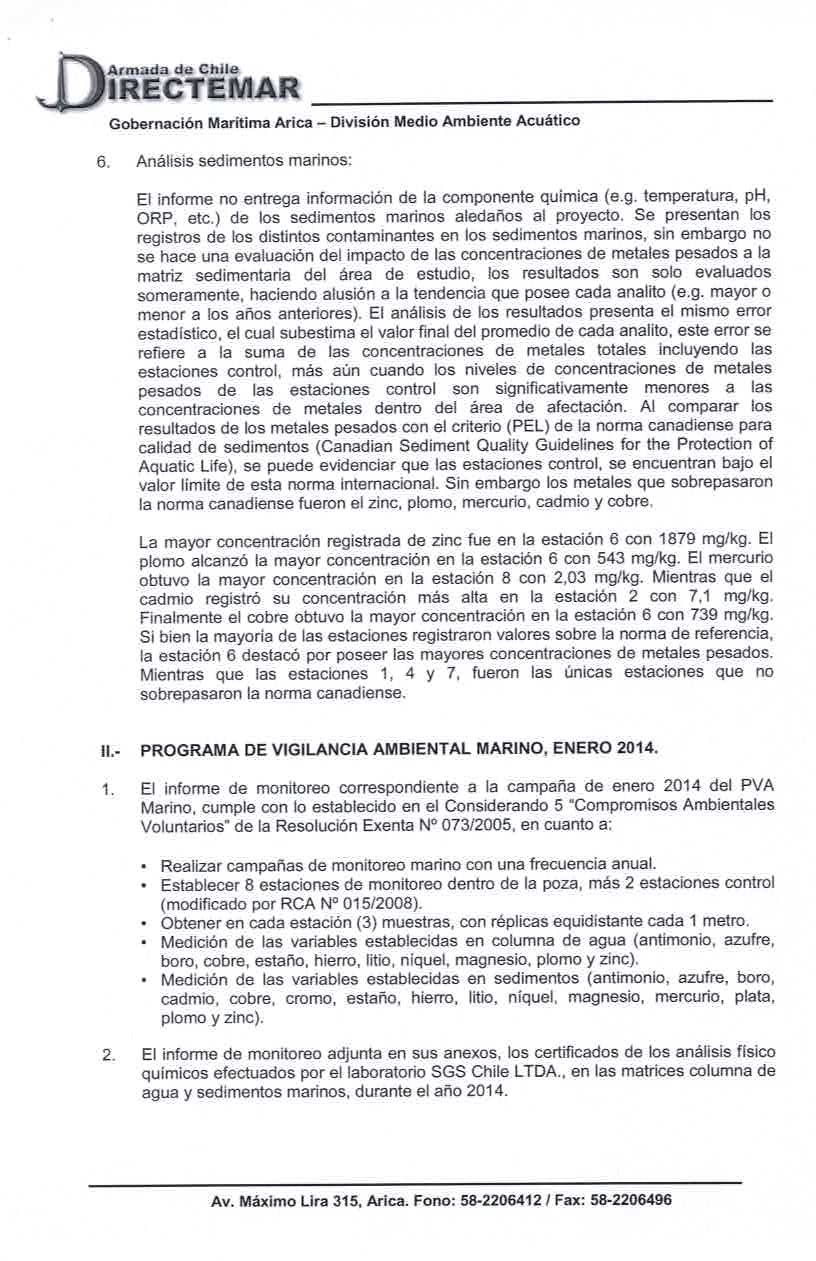 Armada de Chile
DIRECTEMAR
Gobernación Marítima Arica – División Medio Ambiente Acuático
6. Análisis sedimentos marinos:
El informe no entrega información de la componente química (e.g. temperatura, pH,
ORP, etc.) de los sedimentos marinos aledaños al proyecto. Se presentan los
registros de los distintos contaminantes en los sedimentos marinos, sin embargo no
se hace una evaluación del impacto de las concentraciones de metales pesados a la
matriz sedimentaria del área de estudio, los resultados son solo evaluados
someramente, haciendo alusión a la tendencia que posee cada analito (e.g. mayor o
menor a los años anteriores). El análisis de los resultados presenta el mismo error
estadístico, el cual subestima el valor final del promedio de cada analito, este error se
refiere a la suma de las concentraciones de metales totales incluyendo las
estaciones control, más aún cuando los niveles de concentraciones de metales
pesados de las estaciones control son significativamente menores a las
concentraciones de metales dentro del área de afectación. Al comparar los
resultados de los metales pesados con el criterio (PEL) de la norma canadiense para
calidad de sedimentos (Canadian Sediment Quality Guidelines for the Protection of
Aquatic Life), se puede evidenciar que las estaciones control, se encuentran bajo el
valor límite de esta norma internacional. Sin embargo los metales que sobrepasaron
la norma canadiense fueron el zinc, plomo, mercurio, cadmio y cobre.
La mayor concentración registrada de zinc fue en la estación 6 con 1879 mg/kg. El
plomo alcanzó la mayor concentración en la estación 6 con 543 mg/kg. El mercurio
obtuvo la mayor concentración en la estación 8 con 2,03 mg/kg. Mientras que el
cadmio registró su concentración más alta en la estación 2 con 7,1 mg/kg.
Finalmente el cobre obtuvo la mayor concentración en la estación 6 con 739 mg/kg.
Si bien la mayoría de las estaciones registraron valores sobre la norma de referencia,
la estación 6 destacó por poseer las mayores concentraciones de metales pesados.
Mientras que las estaciones 1, 4 y 7, fueron las únicas estaciones que no
sobrepasaron la norma canadiense.
II.- PROGRAMA DE VIGILANCIA AMBIENTAL MARINO, ENERO 2014.
1. El informe de monitoreo correspondiente a la campaña de enero 2014 del PVA
Marino, cumple con lo establecido en el Considerando 5 "Compromisos Ambientales
Voluntarios" de la Resolución Exenta Nº 073/2005, en cuanto a:
• Realizar campañas de monitoreo marino con una frecuencia anual.
• Establecer 8 estaciones de monitoreo dentro de la poza, más 2 estaciones control
(modificado por RCA Nº 015/2008).
• Obtener en cada estación (3) muestras, con réplicas equidistante cada 1 metro.
• Medición de las variables establecidas en columna de agua (antimonio, azufre,
boro, cobre, estaño, hierro, litio, níquel, magnesio, plomo y zinc).
• Medición de las variables establecidas en sedimentos (antimonio, azufre, boro,
cadmio, cobre, cromo, estaño, hierro, litio, níquel, magnesio, mercurio, plata,
plomo y zinc).
2. El informe de monitoreo adjunta en sus anexos, los certificados de los análisis físico
químicos efectuados por el laboratorio SGS Chile LTDA., en las matrices columna de
agua y sedimentos marinos, durante el año 2014.
Av. Máximo Lira 315, Arica. Fono: 58-2206412 / Fax: 58-2206496